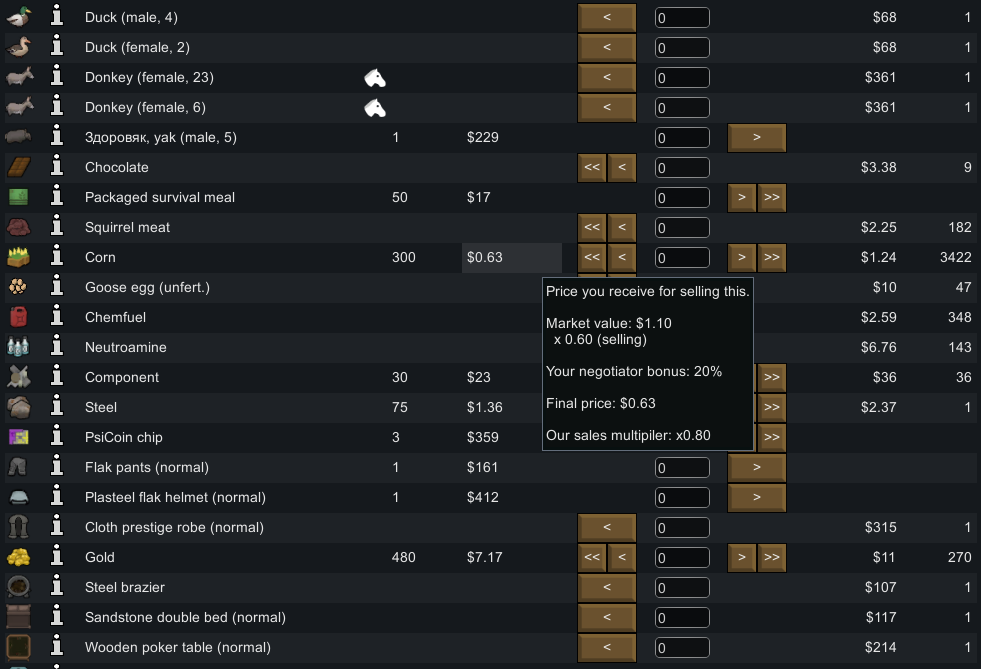 Duck (male, 4) < 0 $68 1
Duck (female, 2) < 0 $68 1
Donkey (female, 23) < 0 $361 1
Donkey (female, 6) < 0 $361 1
Здоровяк, yak (male, 5) 1 $229 0 >
Chocolate << < 0 $3.38 9
Packaged survival meal 50 $17 0 > >>
Squirrel meat << < 0 $2.25 182
Corn 300 $0.63 << < 0 > >> $1.24 3422
Goose egg (unfert.) $10 47
Chemfuel $2.59 348
Neutroamine $6.76 143
Component 30 $23 >> $36 36
Steel 75 $1.36 >> $2.37 1
PsiCoin chip 3 $359 >>
Price you receive for selling this.
Market value: $1.10
x 0.60 (selling)
Your negotiator bonus: 20%
Final price: $0.63
Our sales multipiler: x0.80
Flak pants (normal) 1 $161 0 >
Plasteel flak helmet (normal) 1 $412 0 >
Cloth prestige robe (normal) < 0 $315 1
Gold 480 $7.17 << < 0 > >> $11 270
Steel brazier < 0 $107 1
Sandstone double bed (normal) < 0 $117 1
Wooden poker table (normal) < 0 $214 1